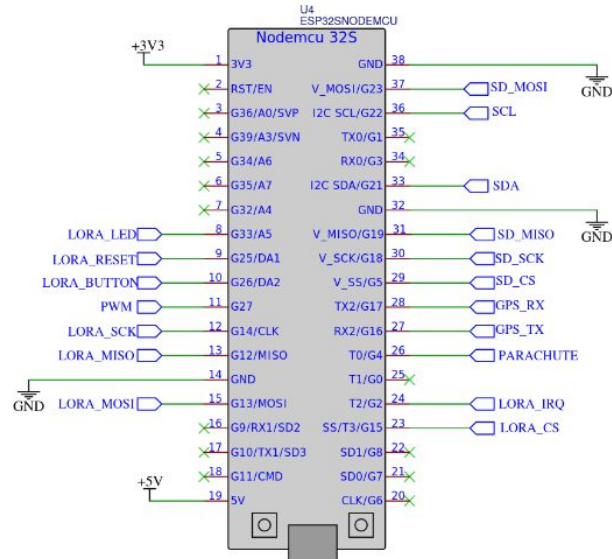 U4
ESP32SNODEMCU
Nodemcu 32S
+3V3 1 3V3 GND 38 GND
2 RST/EN V_MOSI/G23 37 SD_MOSI
3 G36/A0/SVP I2C SCL/G22 36 SCL
4 G39/A3/SVN TX0/G1 35
5 G34/A6 RX0/G3 34
6 G35/A7 I2C SDA/G21 33 SDA
7 G32/A4 GND 32 GND
LORA_LED 8 G33/A5 V_MISO/G19 31 SD_MISO
LORA_RESET 9 G25/DA1 V_SCK/G18 30 SD_SCK
LORA_BUTTON 10 G26/DA2 V_SS/G5 29 SD_CS
PWM 11 G27 TX2/G17 28 GPS_RX
LORA_SCK 12 G14/CLK RX2/G16 27 GPS_TX
LORA_MISO 13 G12/MISO T0/G4 26 PARACHUTE
GND 14 GND T1/G0 25
LORA_MOSI 15 G13/MOSI T2/G2 24 LORA_IRQ
16 G9/RX1/SD2 SS/T3/G15 23 LORA_CS
17 G10/TX1/SD3 SD1/G8 22
18 G11/CMD SD0/G7 21
+5V 19 5V CLK/G6 20